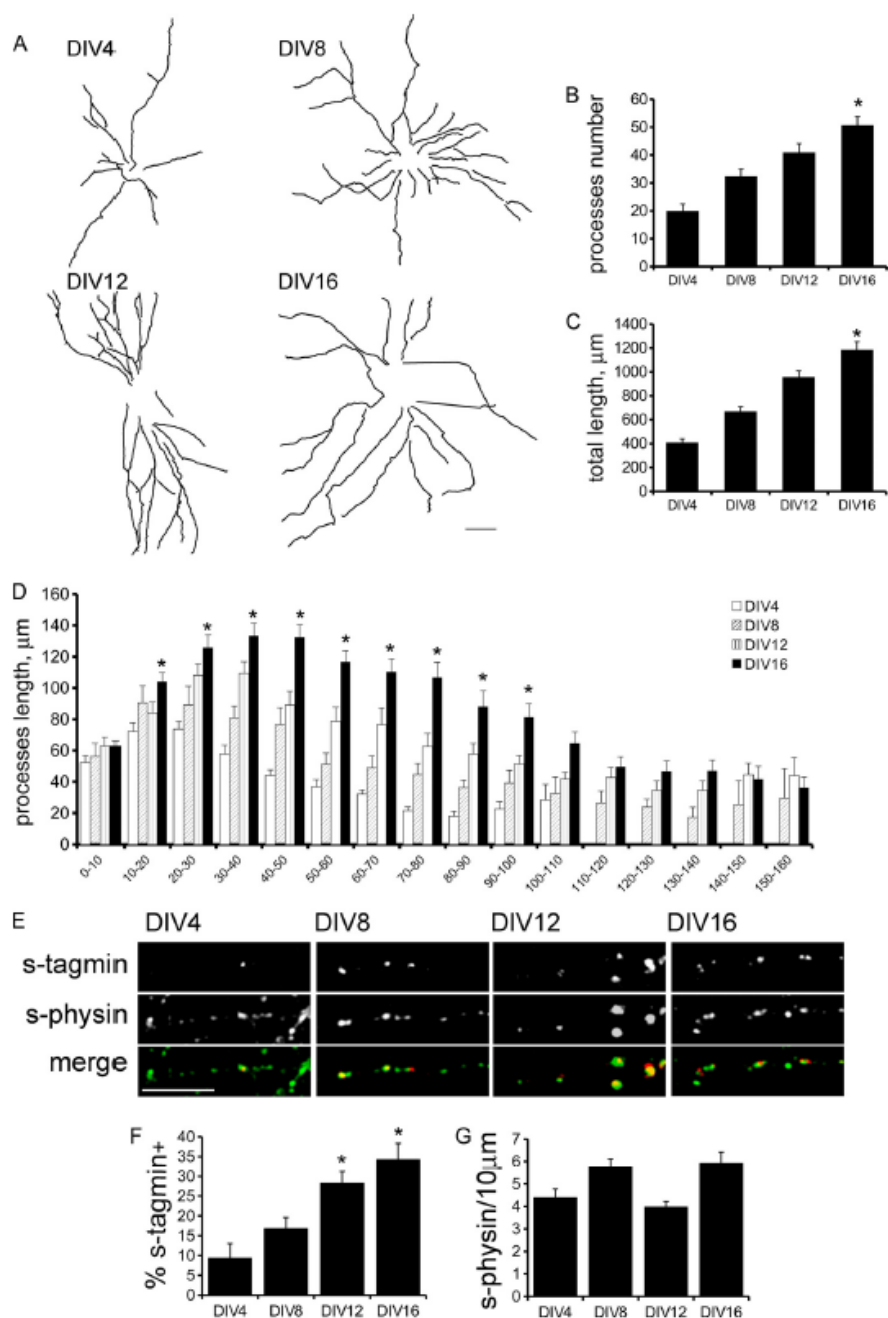 A
DIV4
DIV8
DIV12
DIV16
B
processes number
60
50
40
30
20
10
0
*
DIV4 DIV8 DIV12 DIV16
C
total length, µm
1400
1200
1000
800
600
400
200
0
*
DIV4 DIV8 DIV12 DIV16
D
processes length, µm
160
140
120
100
80
60
40
20
0
* * * * * * * * *
DIV4
DIV8
DIV12
DIV16
0-10 10-20 20-30 30-40 40-50 50-60 60-70 70-80 80-90 90-100 100-110 110-120 120-130 130-140 140-150 150-160
E
DIV4 DIV8 DIV12 DIV16
s-tagmin
s-physin
merge
F
% s-tagmin+
40
35
30
25
20
15
10
5
0
* *
DIV4 DIV8 DIV12 DIV16
G
s-physin/10µm
7
6
5
4
3
2
1
0
DIV4 DIV8 DIV12 DIV16